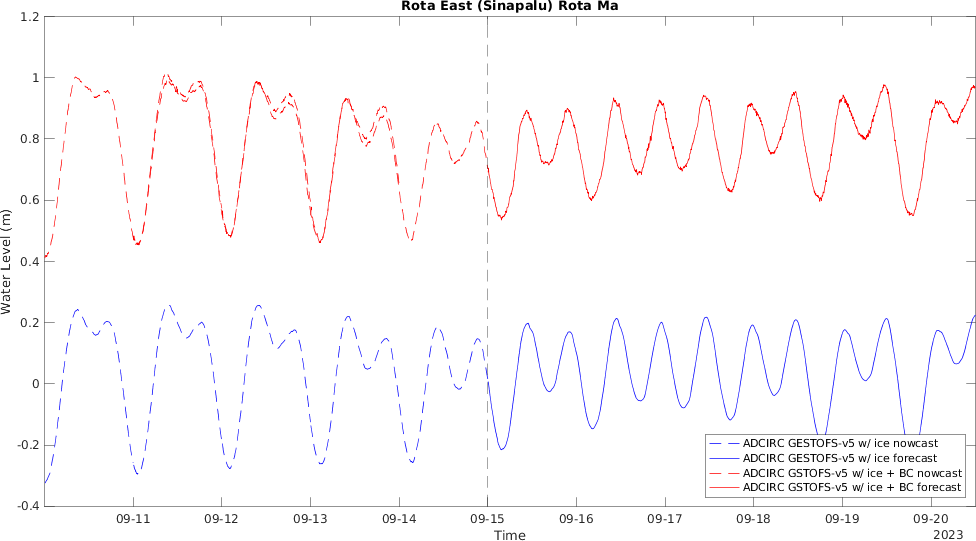 Rota East (Sinapalu) Rota Ma
1.2
1
0.8
0.6
0.4
0.2
0
-0.2
-0.4
Water Level (m)
ADCIRC GESTOFS-v5 w/ ice nowcast
ADCIRC GESTOFS-v5 w/ ice forecast
ADCIRC GSTOFS-v5 w/ ice + BC nowcast
ADCIRC GSTOFS-v5 w/ ice + BC forecast
09-11 09-12 09-13 09-14 09-15 09-16 09-17 09-18 09-19 09-20
Time
2023